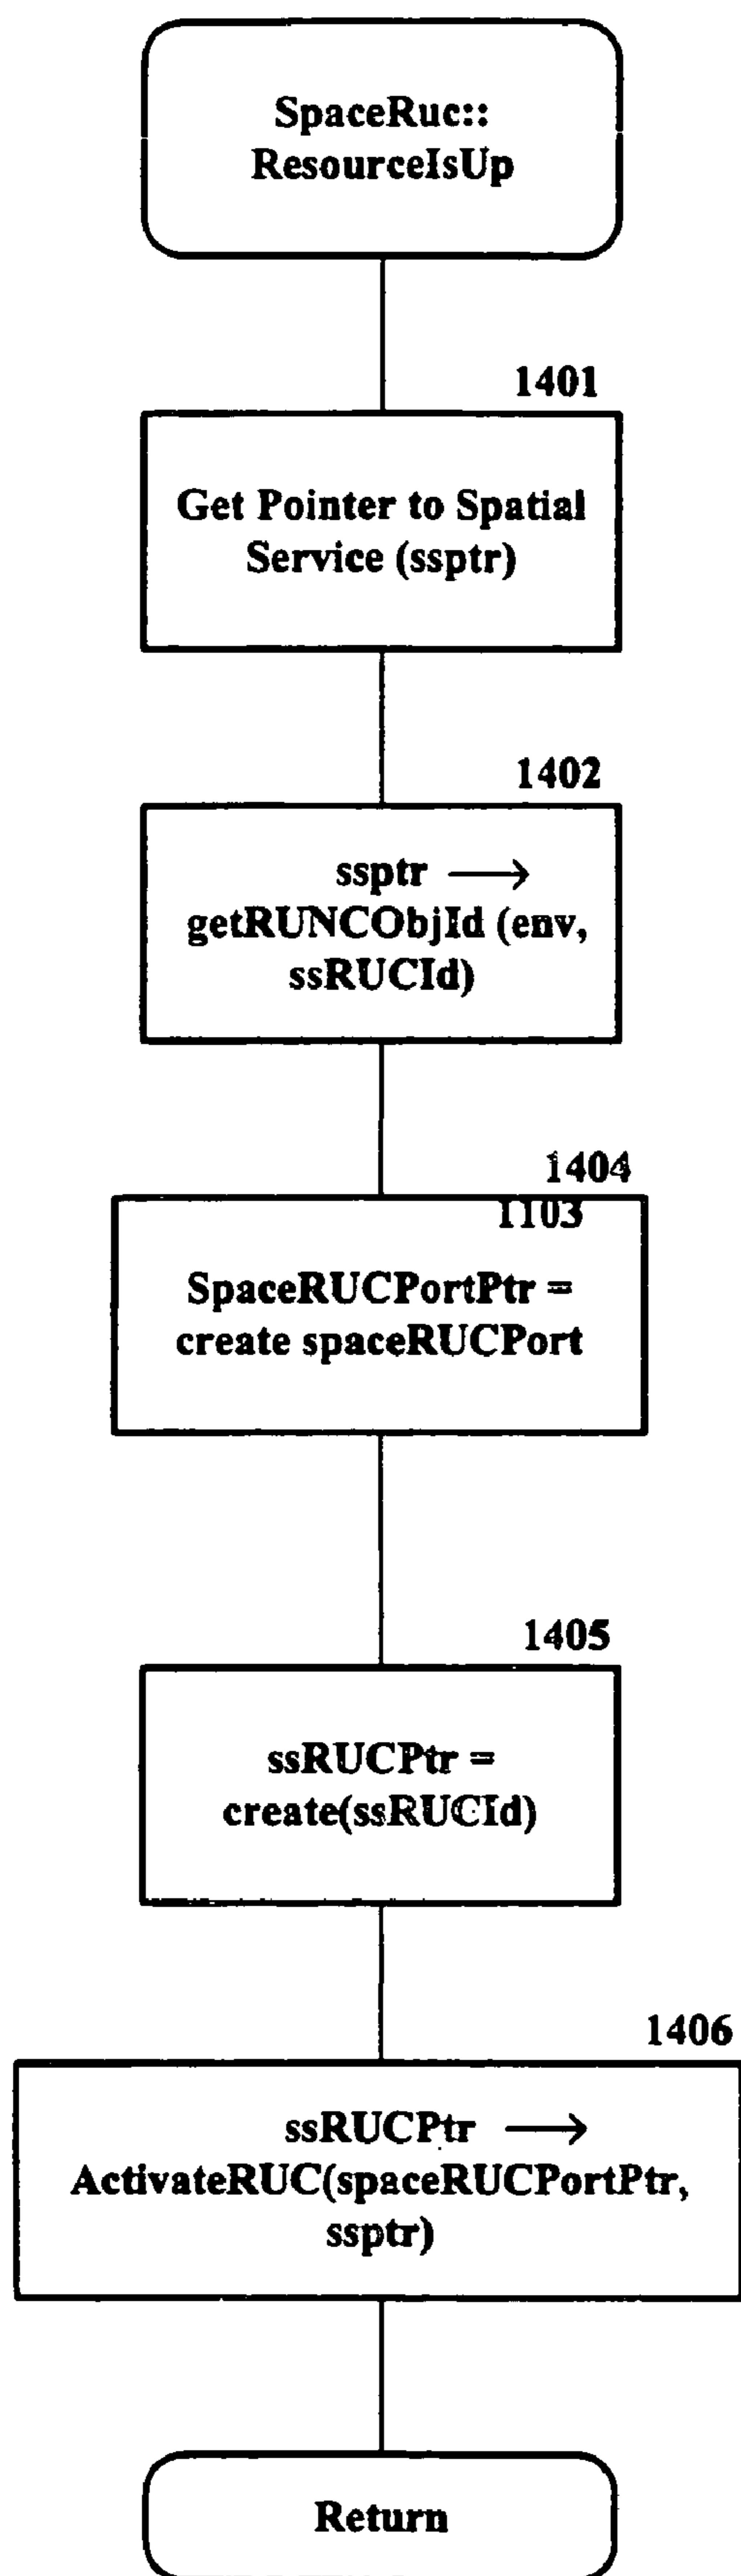 SpaceRuc::
ResourceIsUp
1401
Get Pointer to Spatial
Service (ssptr)
1402
ssptr →
getRUNCObjId (env,
ssRUCId)
1404
1103
SpaceRUCPortPtr =
create spaceRUCPort
1405
ssRUCPtr =
create(ssRUCId)
1406
ssRUCPtr →
ActivateRUC(spaceRUCPortPtr,
ssptr)
Return